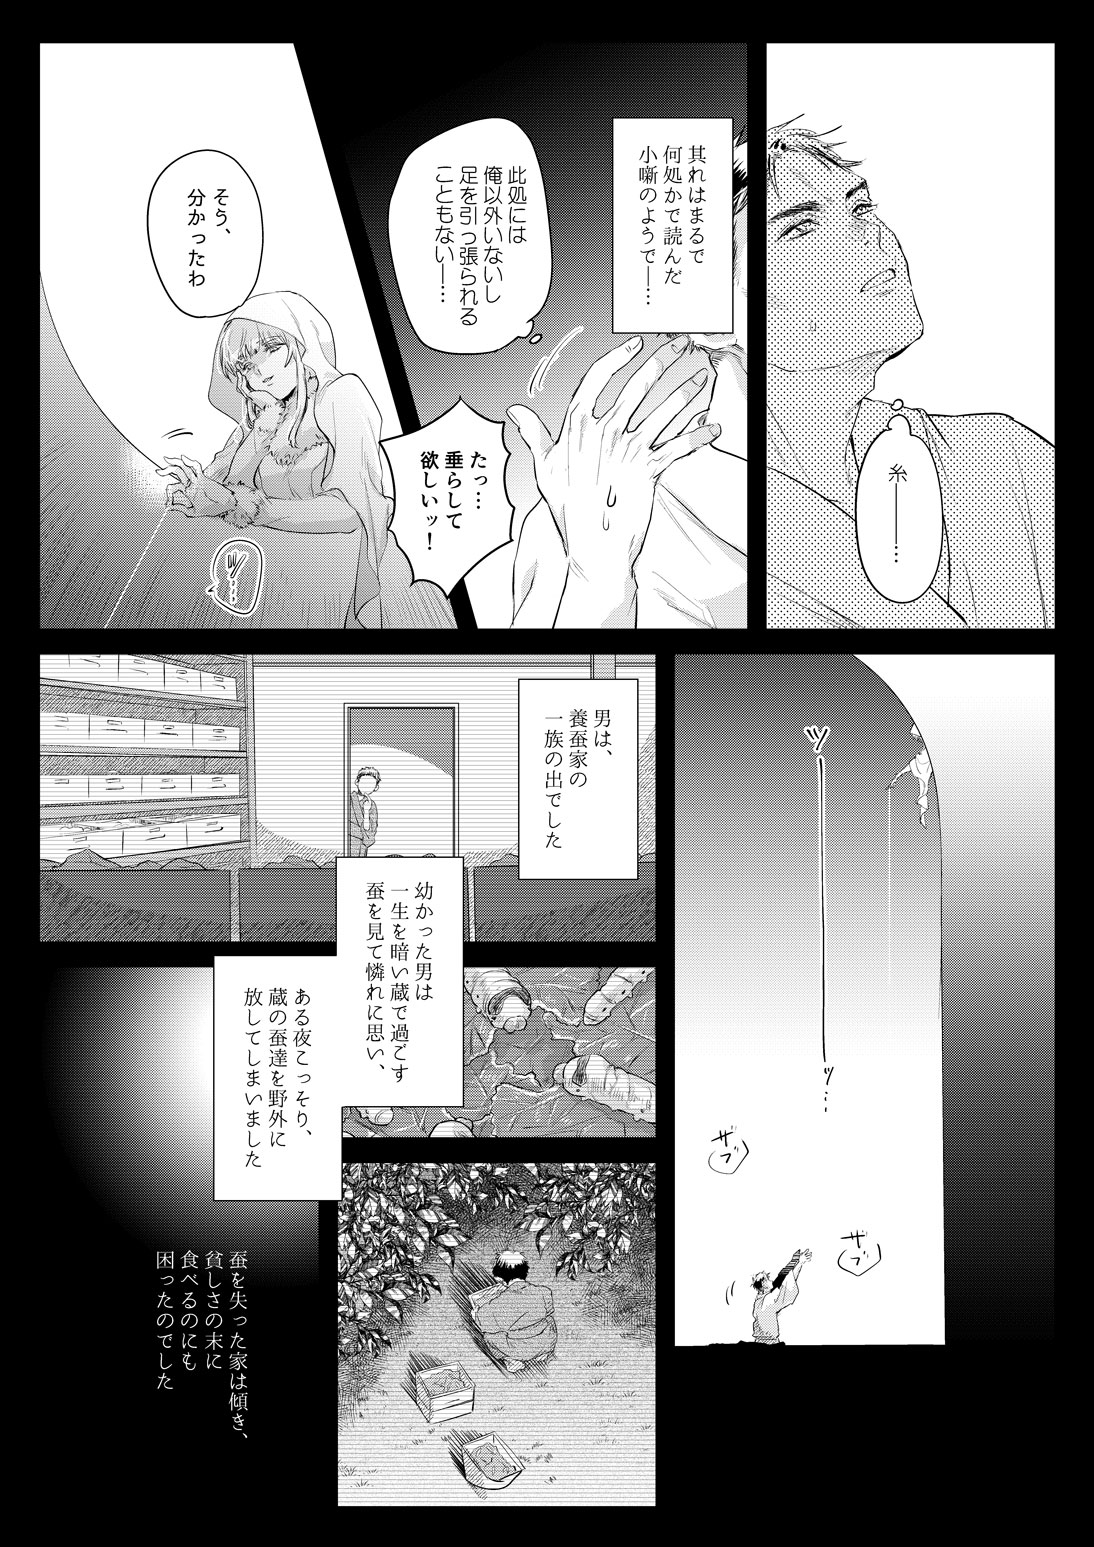 糸――…
其れはまるで
何処かで読んだ
小噺のようで――…
此処には
俺以外いないし
足を引っ張られる
こともない――…
たっ…
垂らして
欲しいッ！
そう、
分かったわ
ツ…
ツ
ツ…
ザブ
ザブ
男は、
養蚕家の
一族の出でした
幼かった男は
一生を暗い蔵で過ごす
蚕を見て憐れに思い、
ある夜こっそり、
蔵の蚕達を野外に
放してしまいました
蚕を失った家は傾き、
貧しさの末に
食べるのにも
困ったのでした